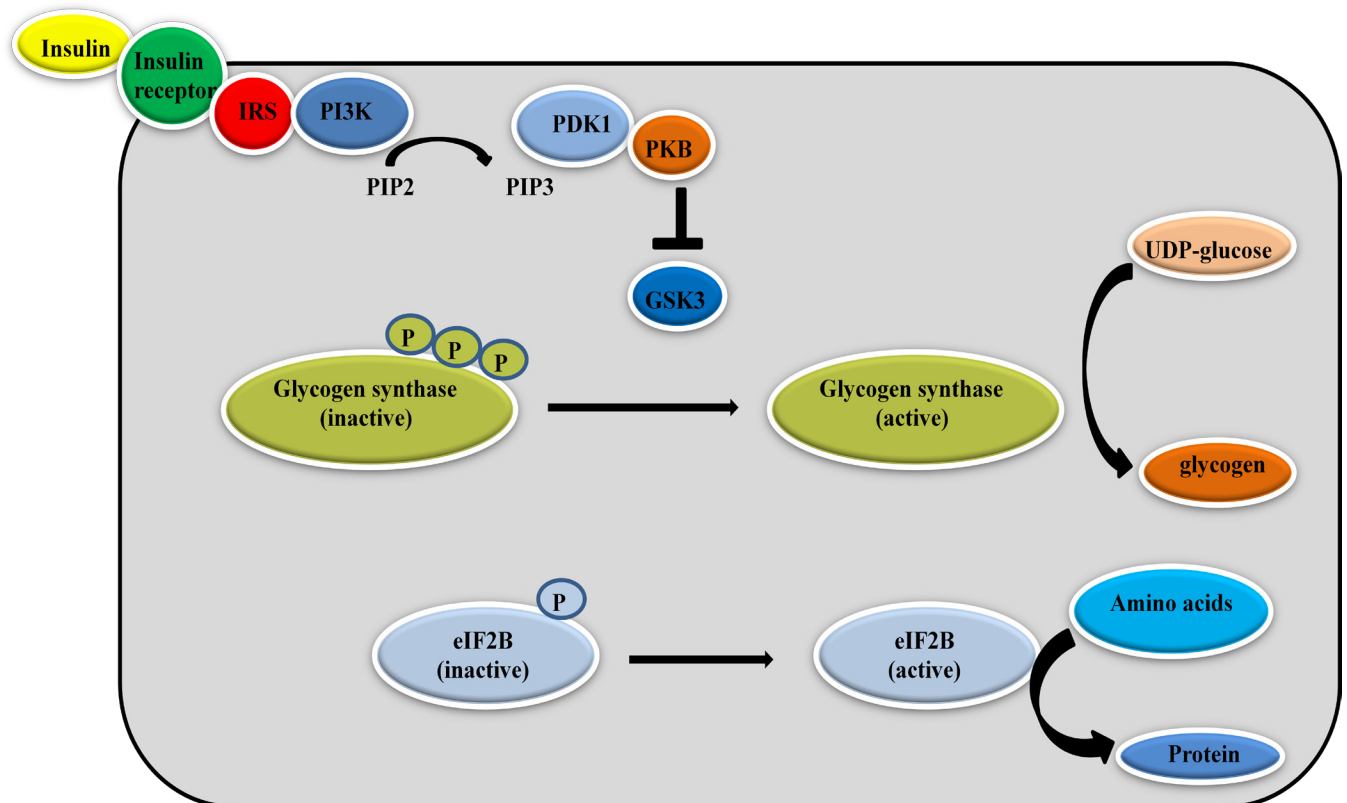 Insulin
Insulin
receptor
IRS
PI3K
PDK1
PKB
PIP2
PIP3
UDP-glucose
GSK3
P
P
P
Glycogen synthase
(inactive)
Glycogen synthase
(active)
glycogen
P
eIF2B
(inactive)
eIF2B
(active)
Amino acids
Protein